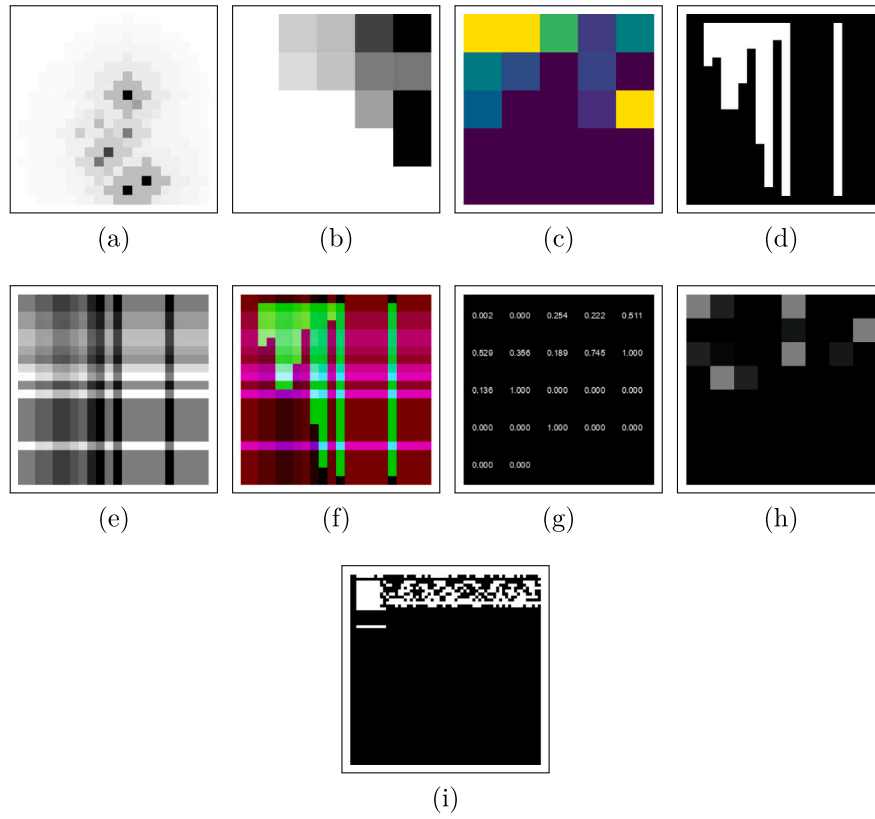 (a) (b) (c) (d)
0.002 0.000 0.254 0.222 0.511
0.529 0.356 0.189 0.745 1.000
0.136 1.000 0.000 0.000 0.000
0.000 0.000 1.000 0.000 0.000
0.000 0.000
(e) (f) (g) (h)
(i)